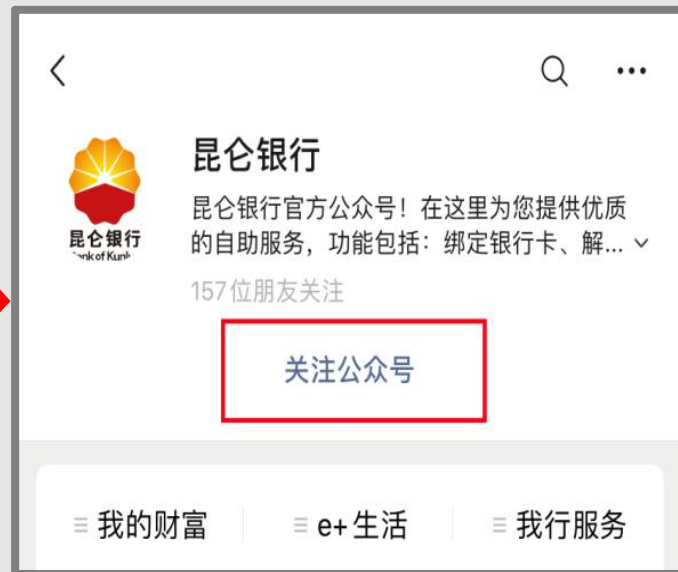 昆仑银行
昆仑银行官方公众号！在这里为您提供优质
的自助服务，功能包括：绑定银行卡、解...
昆仑银行
157位朋友关注
关注公众号
我的财富
e+生活
我行服务